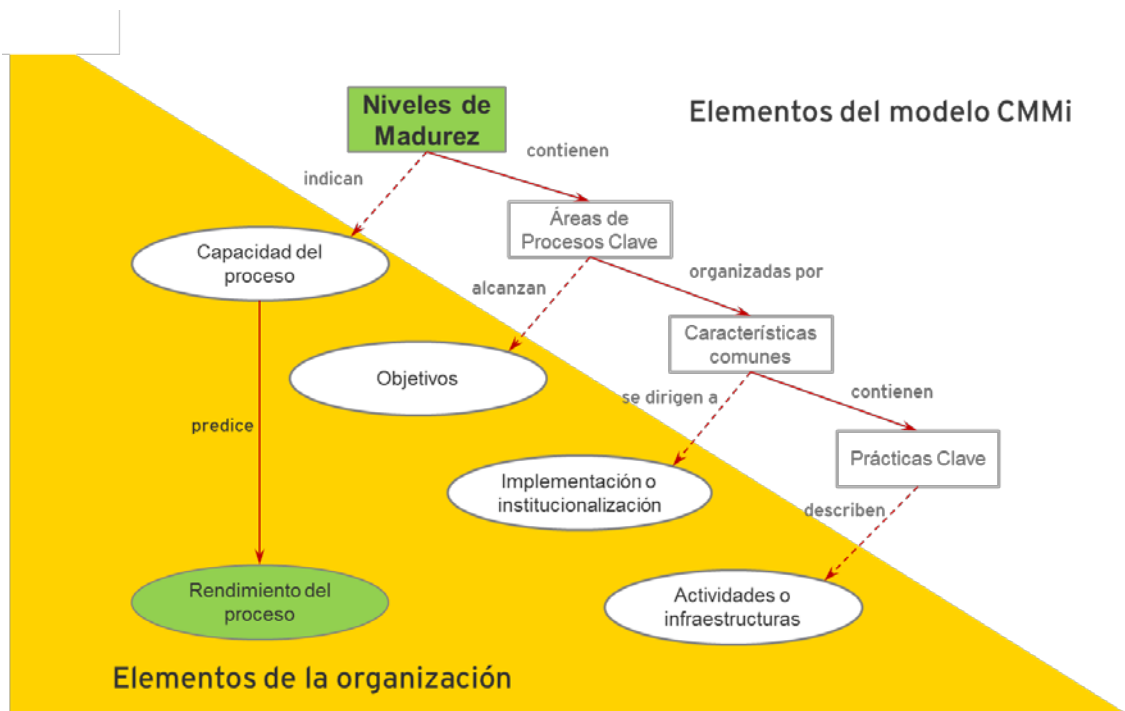 Niveles de
Madurez
Elementos del modelo CMMi
contienen
indican
Áreas de
Procesos Clave
Capacidad del
proceso
organizadas por
alcanzan
Características
comunes
Objetivos
se dirigen a
contienen
predice
Prácticas Clave
Implementación o
institucionalización
describen
Rendimiento del
proceso
Actividades o
infraestructuras
Elementos de la organización